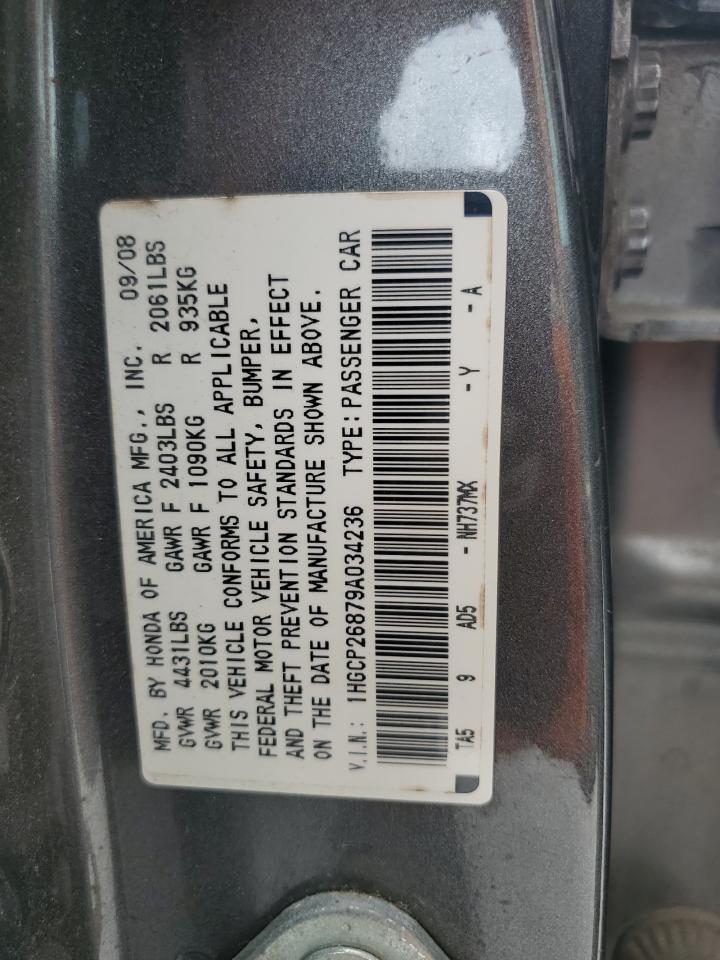 MFD. BY HONDA OF AMERICA MFG., INC. 09/08
GVWR 4431LBS GAWR F 2403LBS R 2061LBS
GVWR 2010KG GAWR F 1090KG R 935KG
THIS VEHICLE CONFORMS TO ALL APPLICABLE
FEDERAL MOTOR VEHICLE SAFETY, BUMPER,
AND THEFT PREVENTION STANDARDS IN EFFECT
ON THE DATE OF MANUFACTURE SHOWN ABOVE.
V.I.N.: 1HGCP26879A034236 TYPE: PASSENGER CAR
TA5 9 AD5 - NH737MX - Y - A